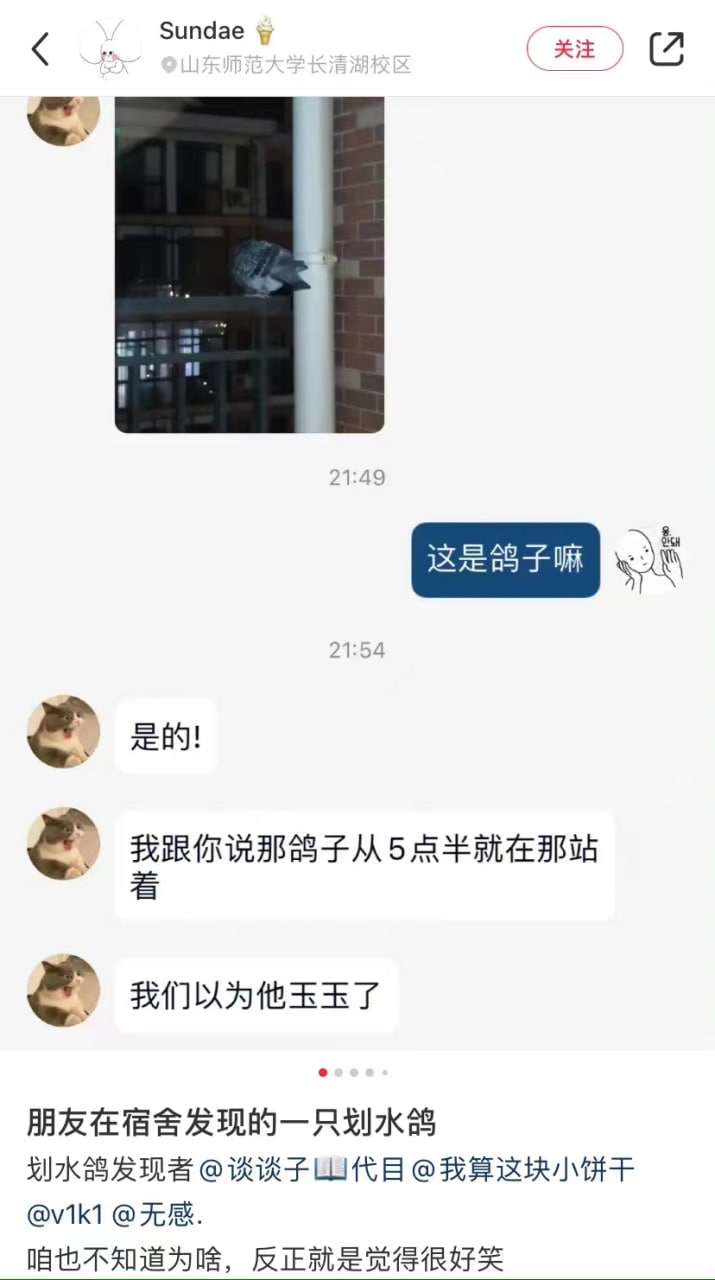 Sundae🍦
山东师范大学长清湖校区
关注
21:49
这是鸽子嘛
용
안돼
21:54
是的!
我跟你说那鸽子从5点半就在那站
着
我们以为他玉玉了
朋友在宿舍发现的一只划水鸽
划水鸽发现者@谈谈子📖代目@我算这块小饼干
@v1k1 @无感.
咱也不知道为啥，反正就是觉得很好笑